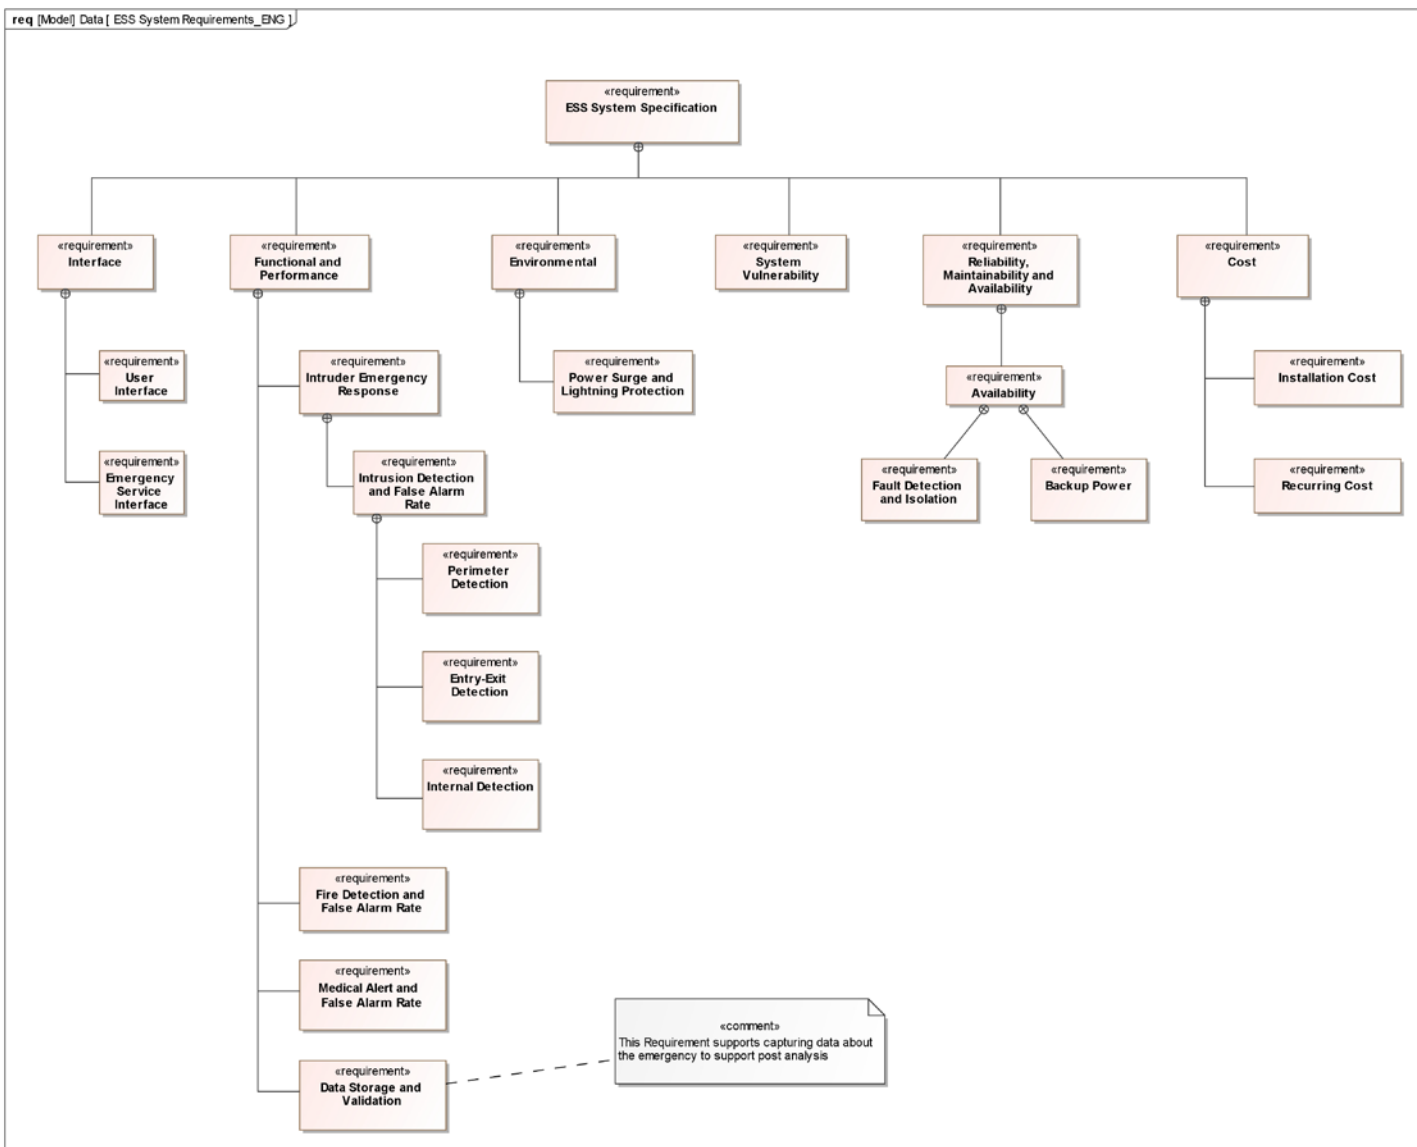 req [Model] Data [ ESS System Requirements_ENG ]
«requirement»
ESS System Specification
«requirement»
Interface
«requirement»
Functional and
Performance
«requirement»
Environmental
«requirement»
System
Vulnerability
«requirement»
Reliability,
Maintainability and
Availability
«requirement»
Cost
«requirement»
User
Interface
«requirement»
Emergency
Service
Interface
«requirement»
Intruder Emergency
Response
«requirement»
Intrusion Detection
and False Alarm
Rate
«requirement»
Perimeter
Detection
«requirement»
Entry-Exit
Detection
«requirement»
Internal Detection
«requirement»
Fire Detection and
False Alarm Rate
«requirement»
Medical Alert and
False Alarm Rate
«requirement»
Data Storage and
Validation
«comment»
This Requirement supports capturing data about
the emergency to support post analysis
«requirement»
Power Surge and
Lightning Protection
«requirement»
Availability
«requirement»
Fault Detection
and Isolation
«requirement»
Backup Power
«requirement»
Installation Cost
«requirement»
Recurring Cost